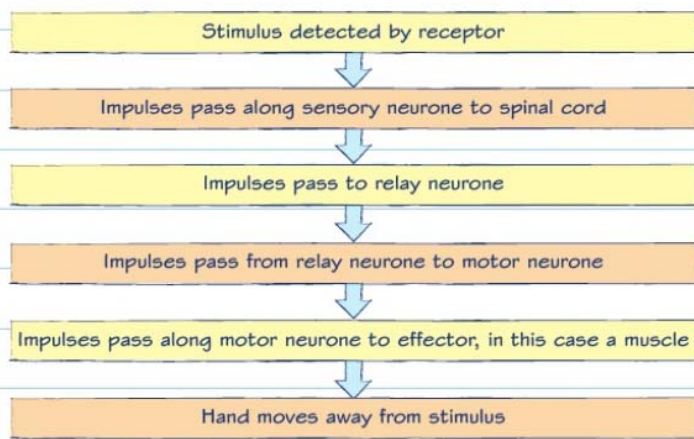 Stimulus detected by receptor
Impulses pass along sensory neurone to spinal cord
Impulses pass to relay neurone
Impulses pass from relay neurone to motor neurone
Impulses pass along motor neurone to effector, in this case a muscle
Hand moves away from stimulus